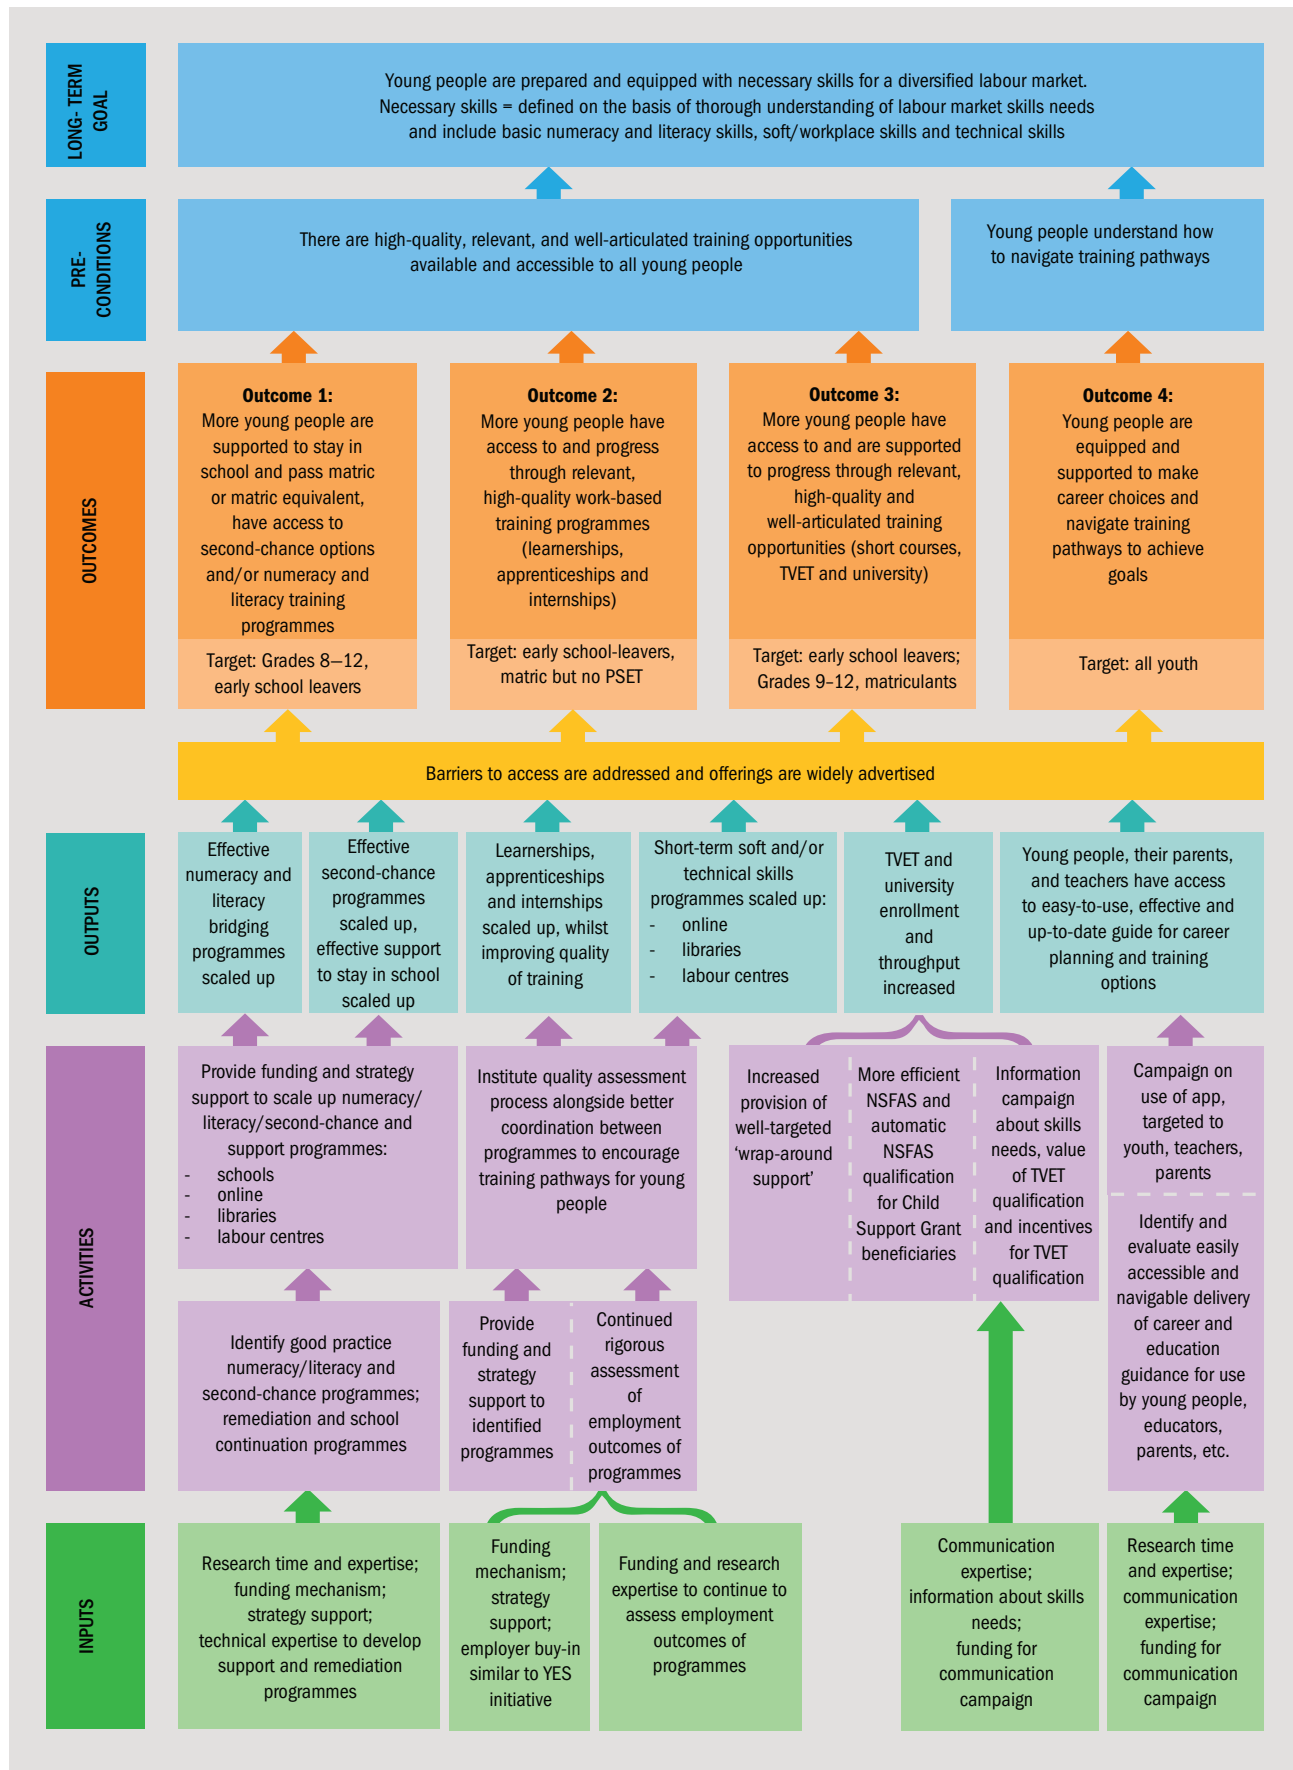 LONG- TERM
GOAL
Young people are prepared and equipped with necessary skills for a diversified labour market.
Necessary skills = defined on the basis of thorough understanding of labour market skills needs
and include basic numeracy and literacy skills, soft/workplace skills and technical skills
PRE-
CONDITIONS
There are high-quality, relevant, and well-articulated training opportunities
available and accessible to all young people
Young people understand how
to navigate training pathways
OUTCOMES
Outcome 1:
More young people are
supported to stay in
school and pass matric
or matric equivalent,
have access to
second-chance options
and/or numeracy and
literacy training
programmes
Target: Grades 8–12,
early school leavers
Outcome 2:
More young people have
access to and progress
through relevant,
high-quality work-based
training programmes
(learnerships,
apprenticeships and
internships)
Target: early school-leavers,
matric but no PSET
Outcome 3:
More young people have
access to and are supported
to progress through relevant,
high-quality and
well-articulated training
opportunities (short courses,
TVET and university)
Target: early school leavers;
Grades 9–12, matriculants
Outcome 4:
Young people are
equipped and
supported to make
career choices and
navigate training
pathways to achieve
goals
Target: all youth
Barriers to access are addressed and offerings are widely advertised
OUTPUTS
Effective
numeracy and
literacy
bridging
programmes
scaled up
Effective
second-chance
programmes
scaled up,
effective support
to stay in school
scaled up
Learnerships,
apprenticeships
and internships
scaled up, whilst
improving quality
of training
Short-term soft and/or
technical skills
programmes scaled up:
- online
- libraries
- labour centres
TVET and
university
enrollment
and
throughput
increased
Young people, their parents,
and teachers have access
to easy-to-use, effective and
up-to-date guide for career
planning and training
options
ACTIVITIES
Provide funding and strategy
support to scale up numeracy/
literacy/second-chance and
support programmes:
- schools
- online
- libraries
- labour centres
Institute quality assessment
process alongside better
coordination between
programmes to encourage
training pathways for young
people
Increased
provision of
well-targeted
‘wrap-around
support’
More efficient
NSFAS and
automatic
NSFAS
qualification
for Child
Support Grant
beneficiaries
Information
campaign
about skills
needs, value
of TVET
qualification
and incentives
for TVET
qualification
Campaign on
use of app,
targeted to
youth, teachers,
parents
Identify and
evaluate easily
accessible and
navigable delivery
of career and
education
guidance for use
by young people,
educators,
parents, etc.
Identify good practice
numeracy/literacy and
second-chance programmes;
remediation and school
continuation programmes
Provide
funding and
strategy
support to
identified
programmes
Continued
rigorous
assessment
of
employment
outcomes of
programmes
INPUTS
Research time and expertise;
funding mechanism;
strategy support;
technical expertise to develop
support and remediation
programmes
Funding
mechanism;
strategy
support;
employer buy-in
similar to YES
initiative
Funding and research
expertise to continue to
assess employment
outcomes of
programmes
Communication
expertise;
information about skills
needs;
funding for
communication
campaign
Research time
and expertise;
communication
expertise;
funding for
communication
campaign